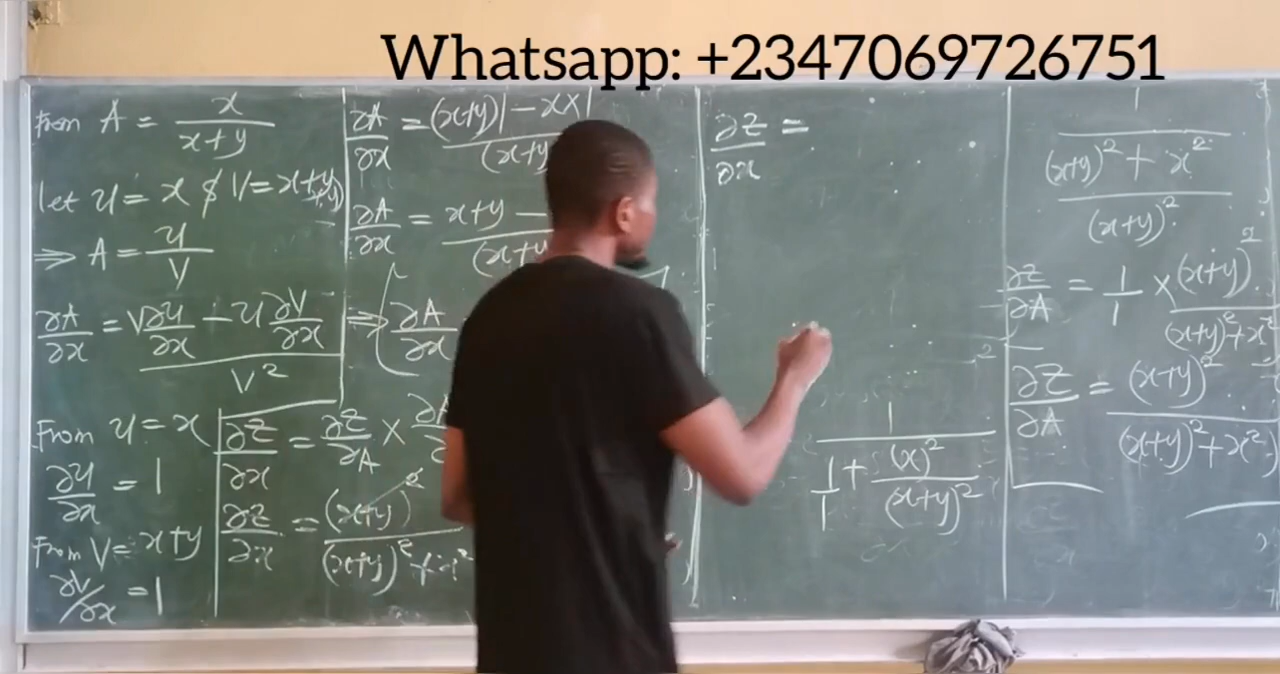 Whatsapp: +2347069726751
From A = x/(x+y)
let u = x & V = x+y
⇒ A = u/V
∂A/∂x = (V ∂u/∂x − u ∂V/∂x)/V²
From u = x
∂u/∂x = 1
From V = x+y
∂V/∂x = 1
∂A/∂x = (x+y)1 − x×1 / (x+y
∂A/∂x = x+y − / (x+y
⇒ ∂A/∂x
∂z/∂x = ∂z/∂A ×
∂z/∂x = (x+y)²/(x+y)²+x²
∂z/∂x =
1/(1/1 + (x)²/(x+y)²)
1/((x+y)² + x²/(x+y)²)
∂z/∂A = 1/1 × (x+y)²/(x+y)²+x²
∂z/∂A = (x+y)²/(x+y)²+x²